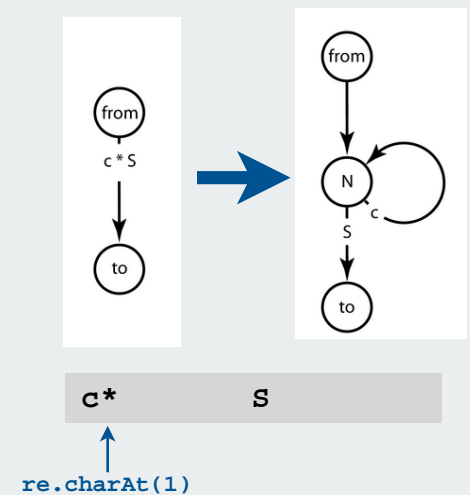 from
c * S
to
from
N
c
S
to
c* S
re.charAt(1)